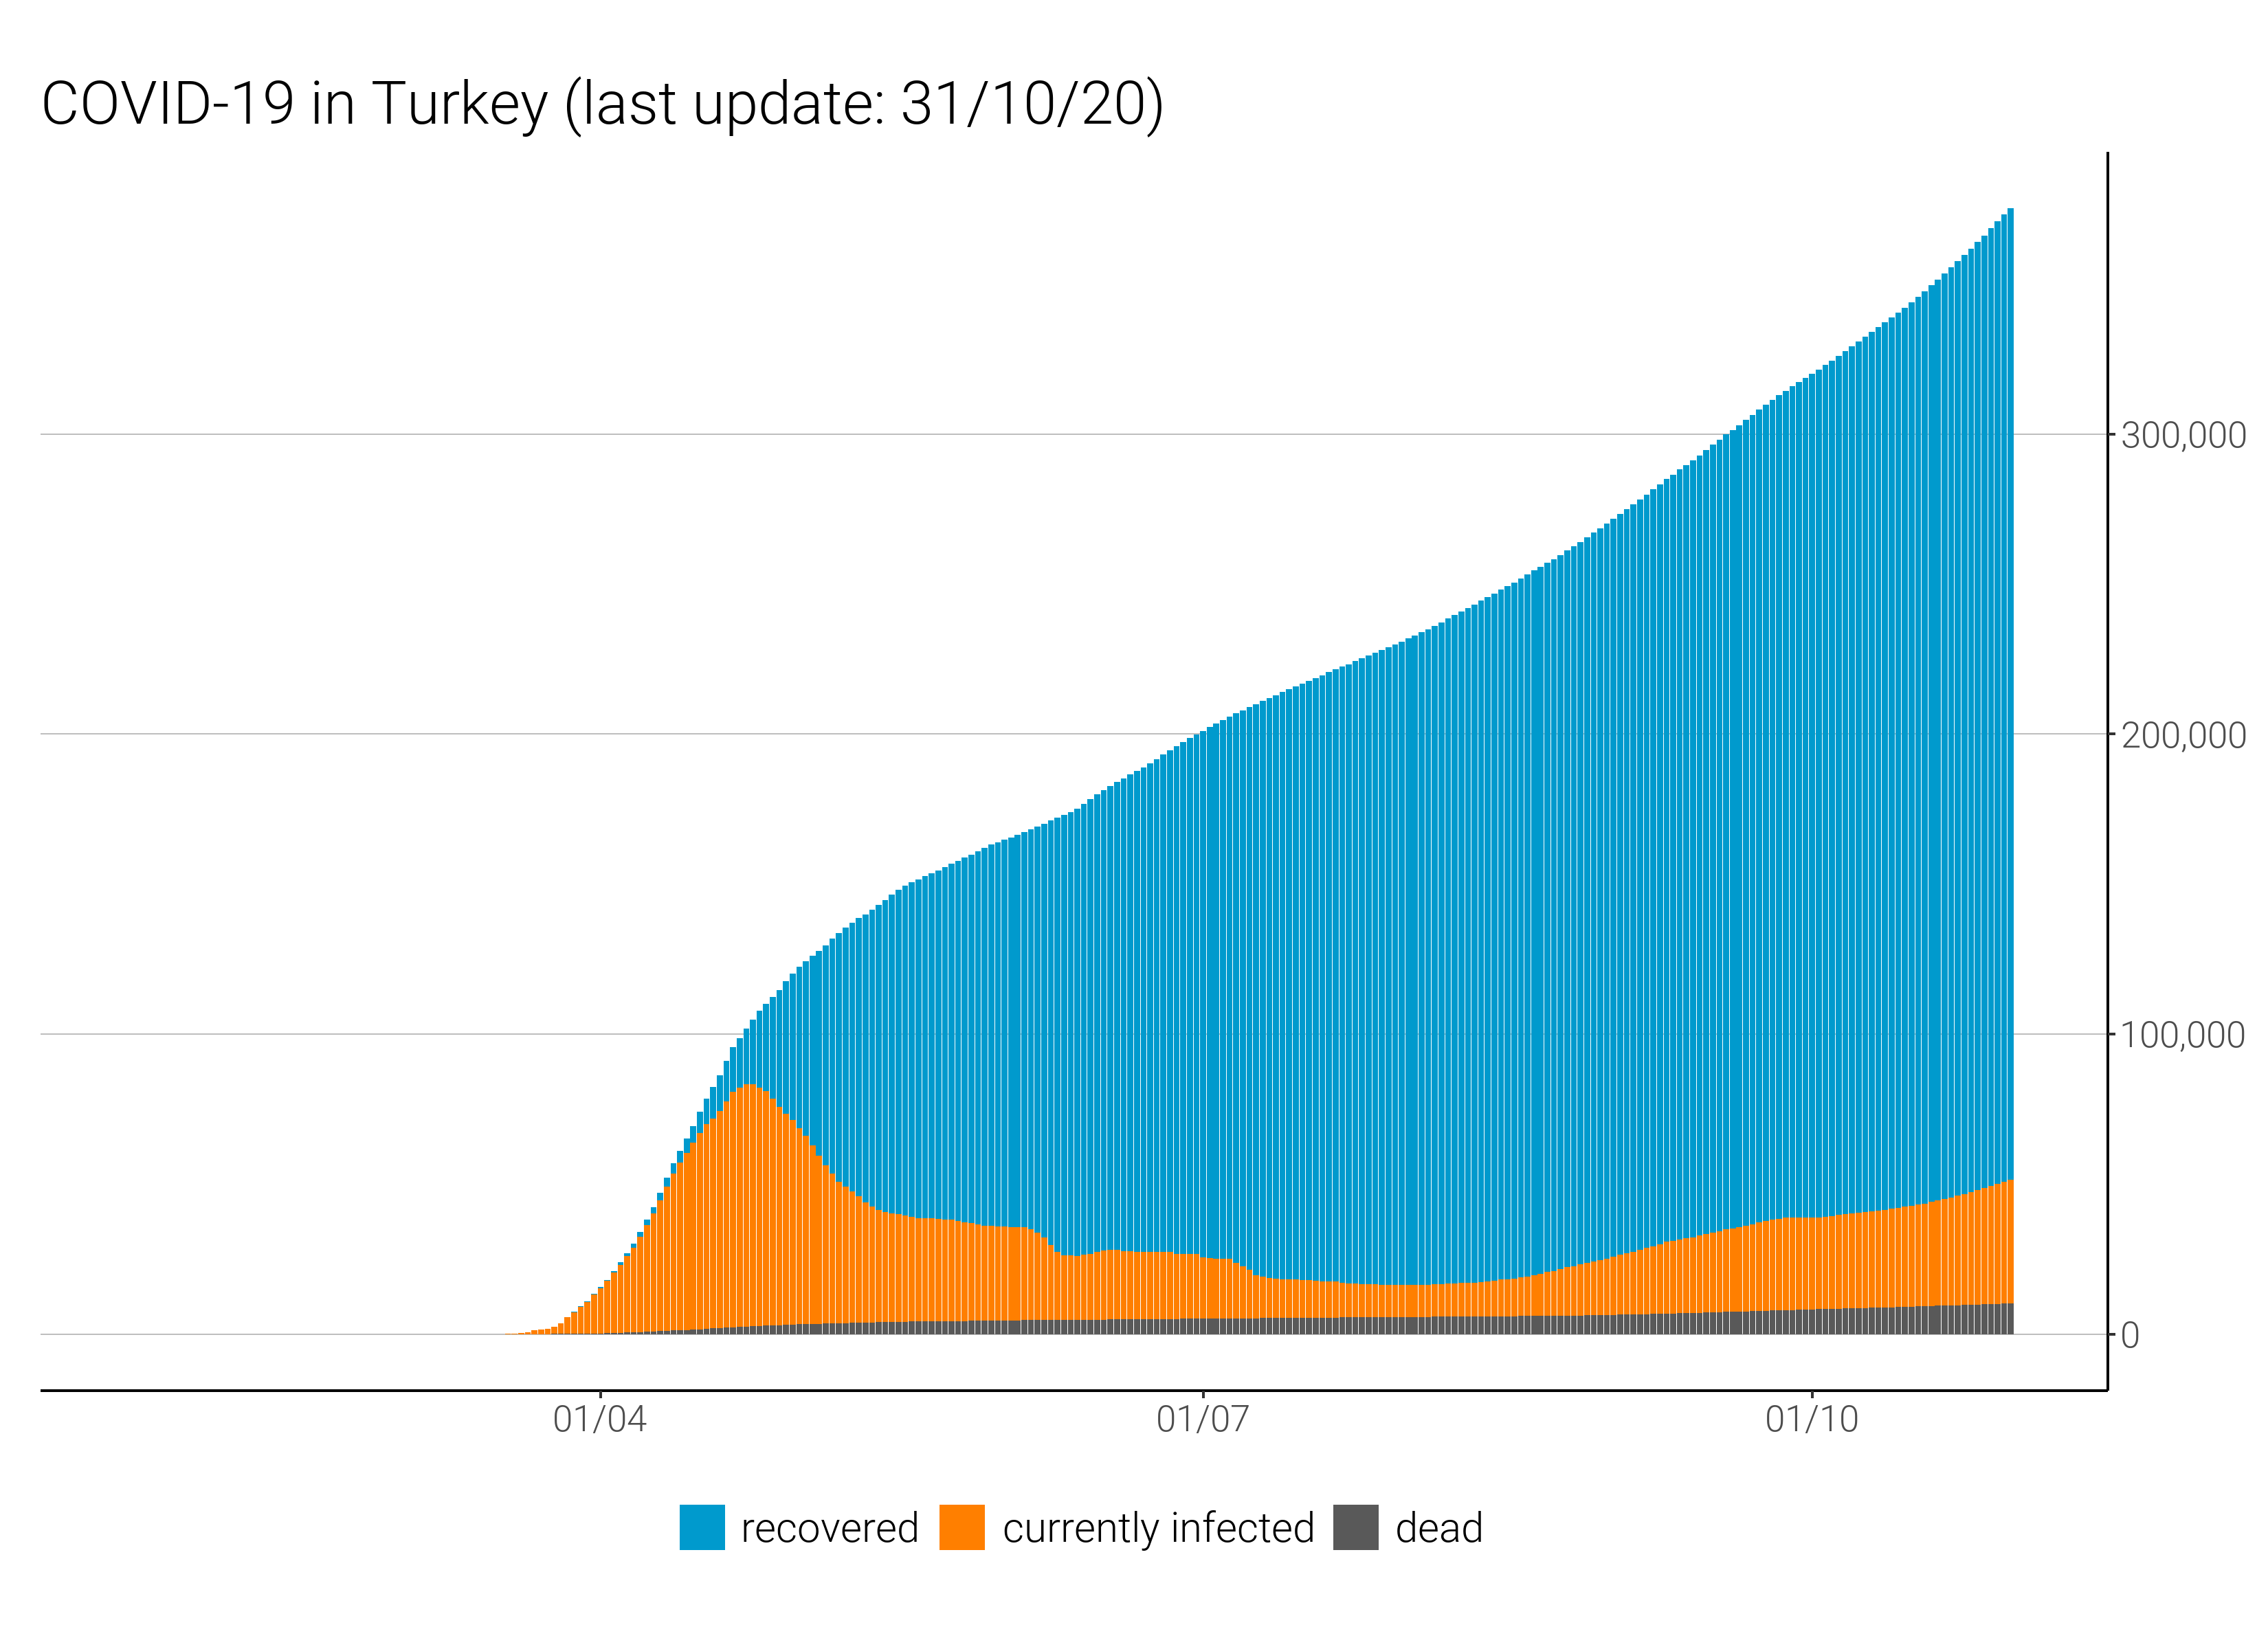 COVID-19 in Turkey (last update: 31/10/20)
300,000
200,000
100,000
0
01/04 01/07 01/10
recovered currently infected dead